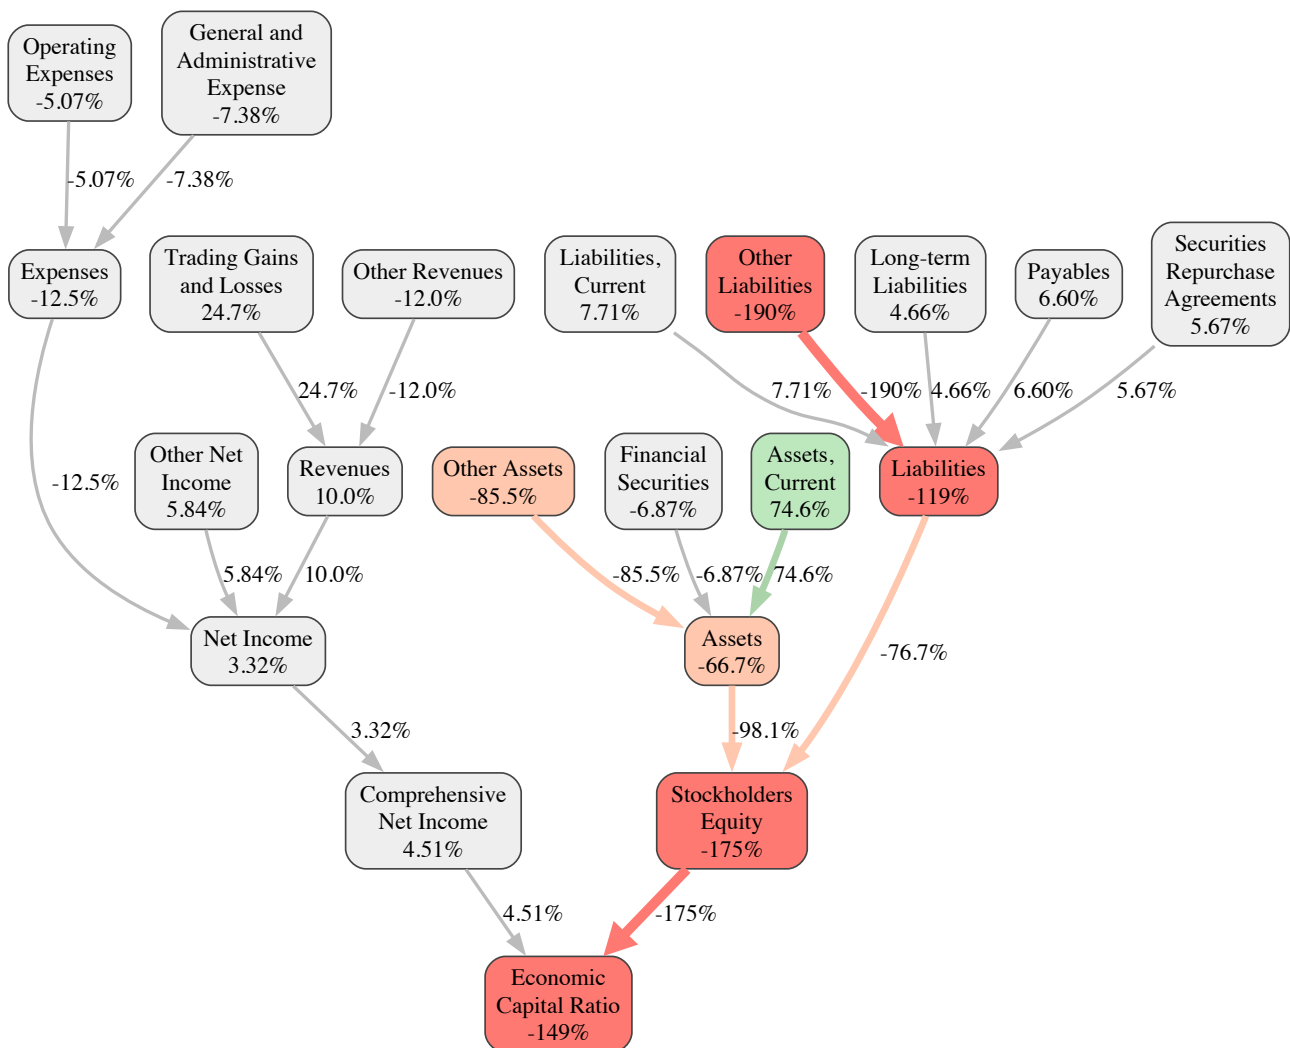 Operating
Expenses
-5.07%
General and
Administrative
Expense
-7.38%
-5.07%
-7.38%
Expenses
-12.5%
Trading Gains
and Losses
24.7%
Other Revenues
-12.0%
Liabilities,
Current
7.71%
Other
Liabilities
-190%
Long-term
Liabilities
4.66%
Payables
6.60%
Securities
Repurchase
Agreements
5.67%
24.7%
-12.0%
7.71%
-190%
4.66%
6.60%
5.67%
-12.5%
Other Net
Income
5.84%
Revenues
10.0%
Other Assets
-85.5%
Financial
Securities
-6.87%
Assets,
Current
74.6%
Liabilities
-119%
5.84%
10.0%
-85.5%
-6.87%
74.6%
-76.7%
Net Income
3.32%
Assets
-66.7%
3.32%
-98.1%
Comprehensive
Net Income
4.51%
Stockholders
Equity
-175%
4.51%
-175%
Economic
Capital Ratio
-149%